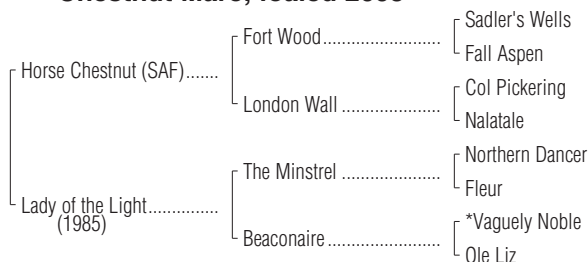 Chestnut Mare; foaled
Sadler's Wells
Fort Wood
Fall Aspen
Horse Chestnut (SAF)
Col Pickering
London Wall
Nalatale
Northern Dancer
The Minstrel
Fleur
Lady of the Light
(1985)
*Vaguely Noble
Beaconaire
Ole Liz